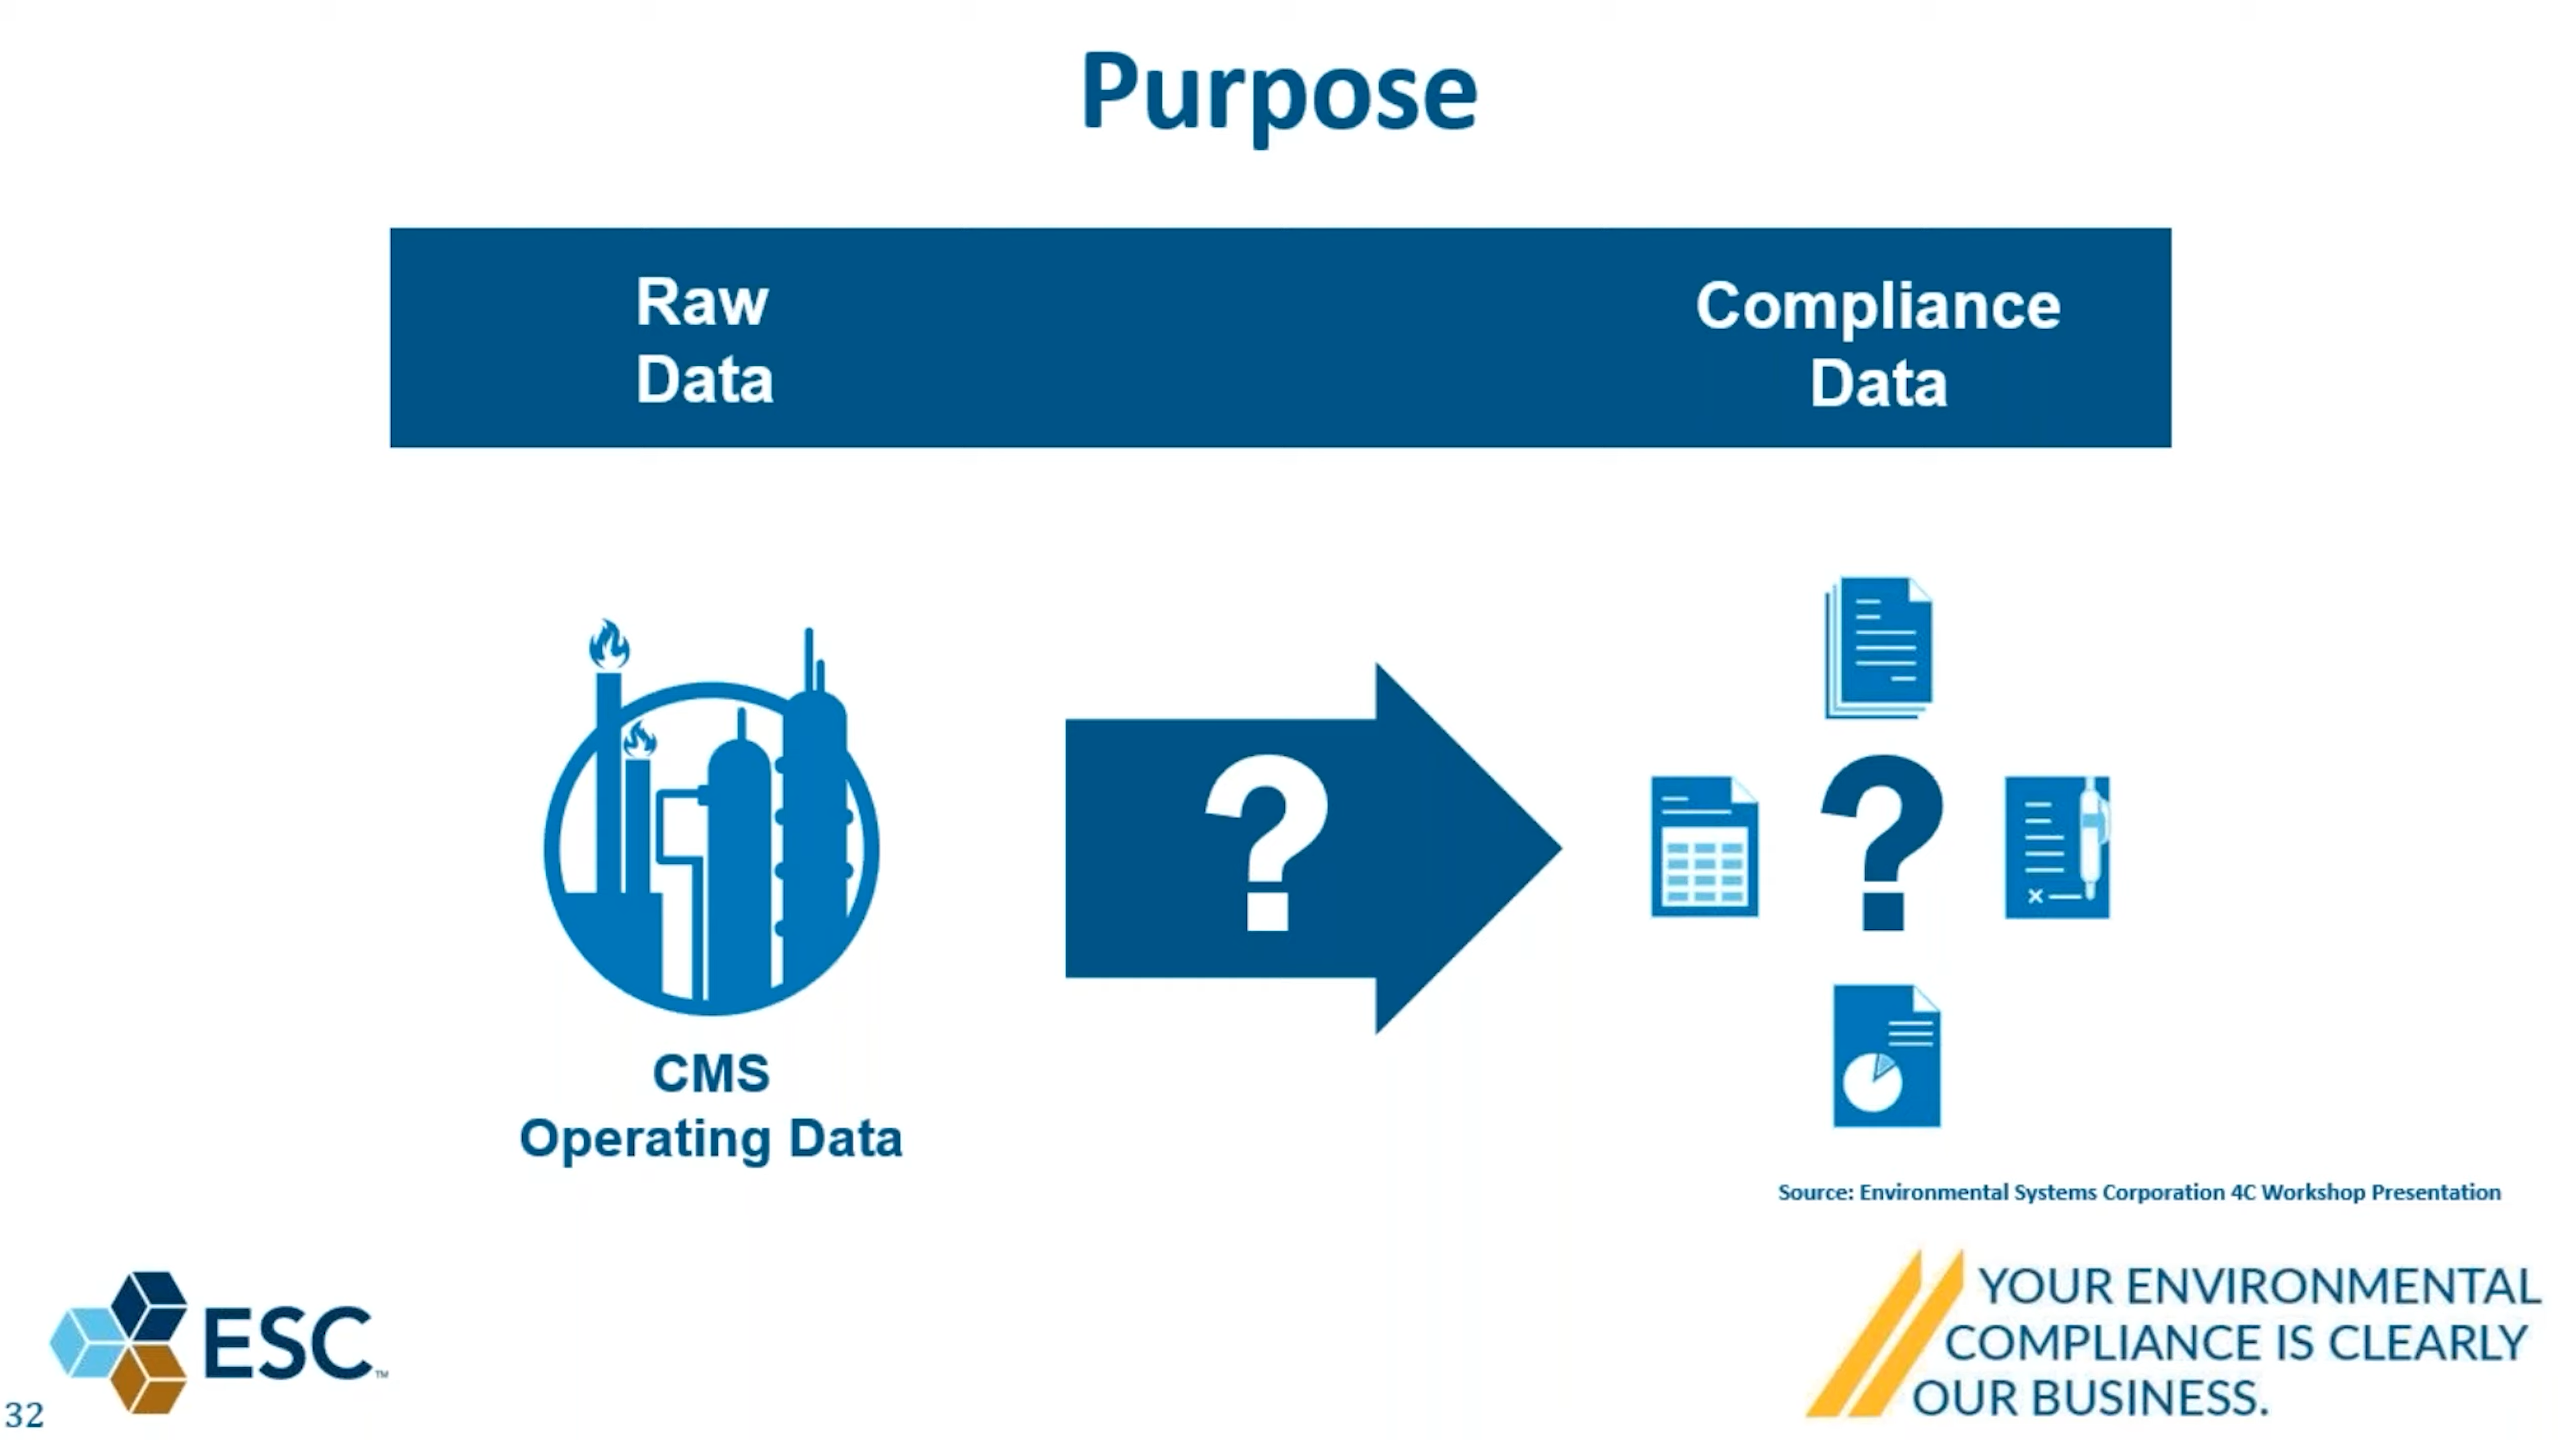 Purpose
Raw
Data
Compliance
Data
?
?
CMS
Operating Data
Source: Environmental Systems Corporation 4C Workshop Presentation
ESC™
YOUR ENVIRONMENTAL
COMPLIANCE IS CLEARLY
OUR BUSINESS.
32